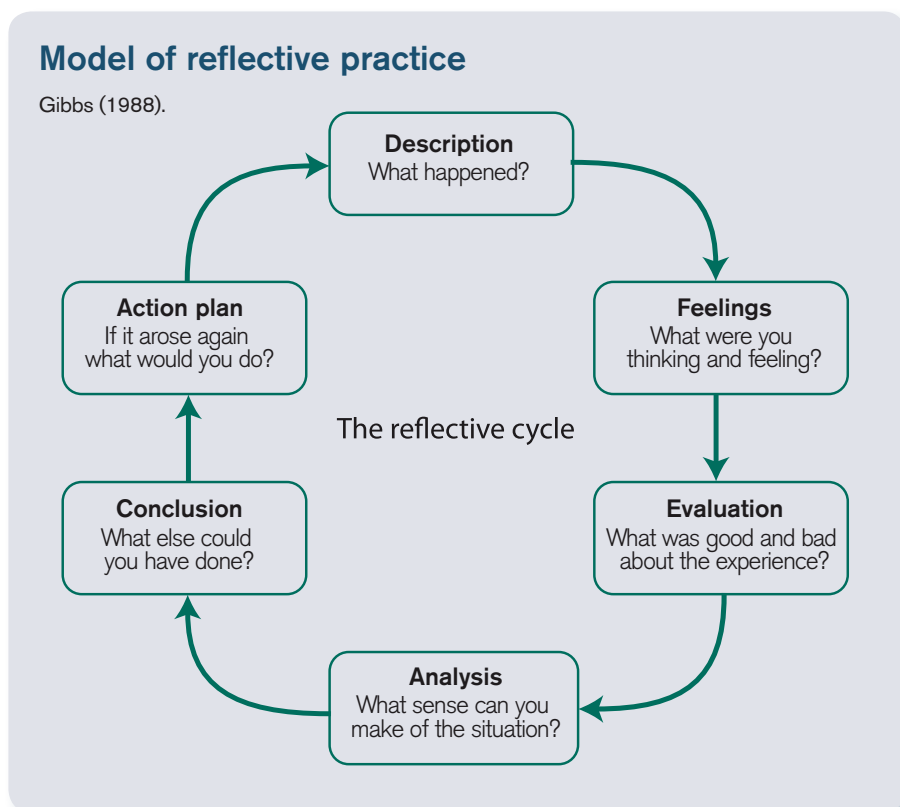 Model of reflective practice
Gibbs (1988).
Description
What happened?
Feelings
What were you
thinking and feeling?
Evaluation
What was good and bad
about the experience?
Analysis
What sense can you
make of the situation?
Conclusion
What else could
you have done?
Action plan
If it arose again
what would you do?
The reflective cycle